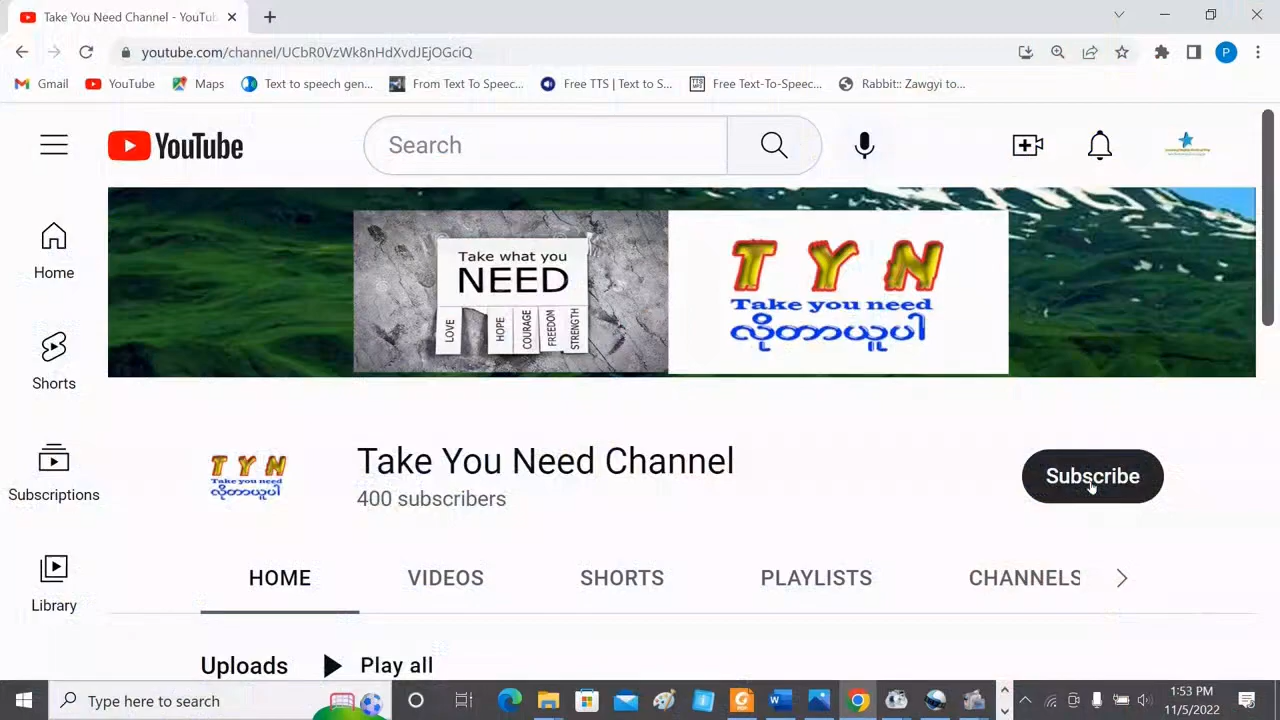 Take You Need Channel - YouTu
youtube.com/channel/UCbR0VzWk8nHdXvdJEjOGciQ
P
Gmail
YouTube
Maps
Text to speech gen...
From Text To Speec...
Free TTS | Text to S...
Free Text-To-Speec...
Rabbit:: Zawgyi to...
YouTube
Search
Home
Shorts
Subscriptions
Library
Take what you
NEED
LOVE
HOPE
COURAGE
FREEDOM
STRENGTH
TYN
Take you need
လိုတာယူပါ
TYN
Take you need
လိုတာယူပါ
Take You Need Channel
400 subscribers
Subscribe
HOME
VIDEOS
SHORTS
PLAYLISTS
CHANNELS
Uploads
Play all
Type here to search
1:53 PM
11/5/2022